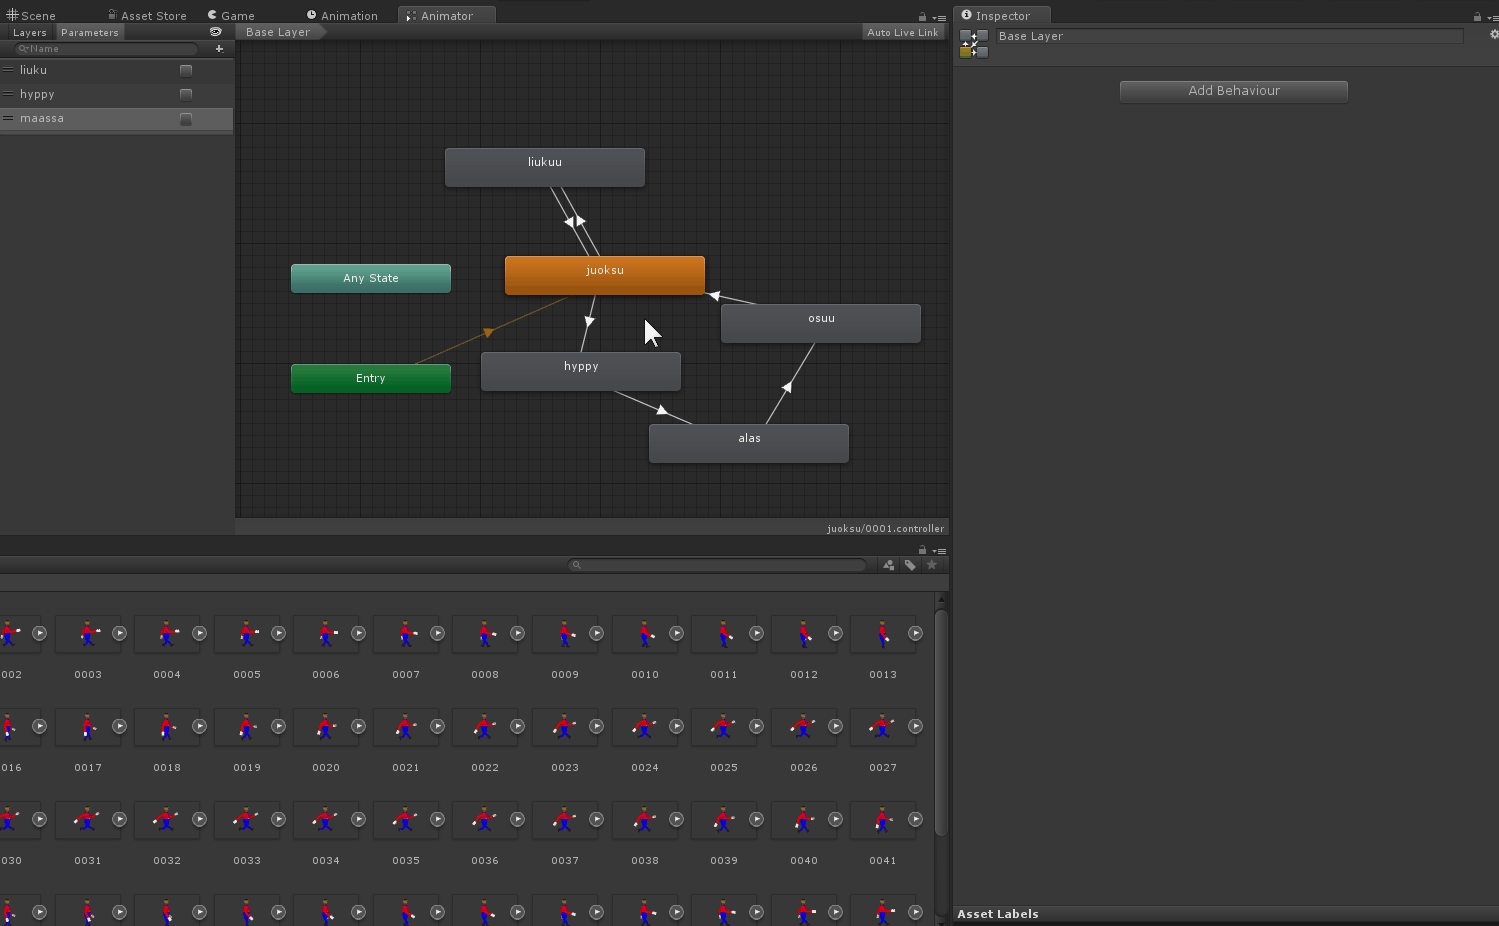 Scene Asset Store Game Animation Animator Inspector
Layers Parameters Base Layer Auto Live Link Base Layer
Name
Add Behaviour
liuku
hyppy
maassa
liukuu
juoksu
Any State
osuu
hyppy
Entry
alas
juoksu/0001.controller
002 0003 0004 0005 0006 0007 0008 0009 0010 0011 0012 0013
016 0017 0018 0019 0020 0021 0022 0023 0024 0025 0026 0027
030 0031 0032 0033 0034 0035 0036 0037 0038 0039 0040 0041
Asset Labels